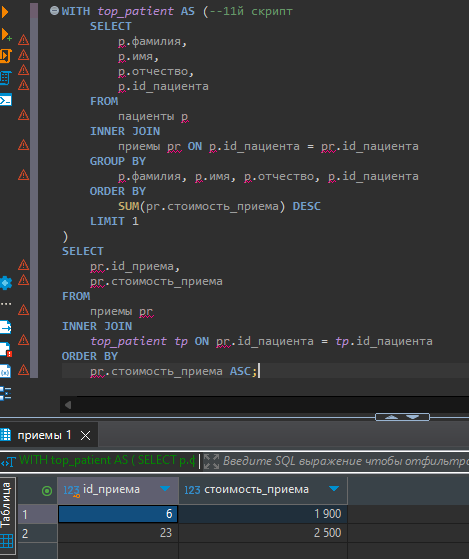 WITH top_patient AS (--11й скрипт
SELECT
p.фамилия,
p.имя,
p.отчество,
p.id_пациента
FROM
пациенты p
INNER JOIN
приемы pr ON p.id_пациента = pr.id_пациента
GROUP BY
p.фамилия, p.имя, p.отчество, p.id_пациента
ORDER BY
SUM(pr.стоимость_приема) DESC
LIMIT 1
)
SELECT
pr.id_приема,
pr.стоимость_приема
FROM
приемы pr
INNER JOIN
top_patient tp ON pr.id_пациента = tp.id_пациента
ORDER BY
pr.стоимость_приема ASC;
приемы 1
WITH top_patient AS ( SELECT p.ф Введите SQL выражение чтобы отфильтро
Таблица
123 id_приема 123 стоимость_приема
1 6 1 900
2 23 2 500